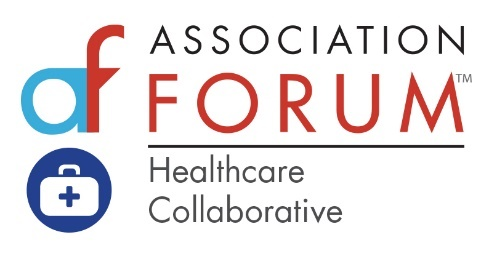 af ASSOCIATION
FORUM™
Healthcare
Collaborative